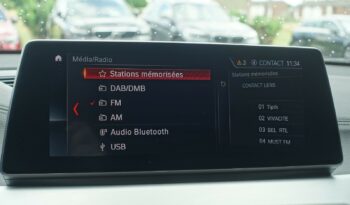 Média/Radio
Stations mémorisées
DAB/DMB
FM
AM
Audio Bluetooth
USB
2 CONTACT 11:34
Stations mémorisées
CONTACT
01 Tipik
02 VIVACITE
03 BEL RTL
04 MUST FM